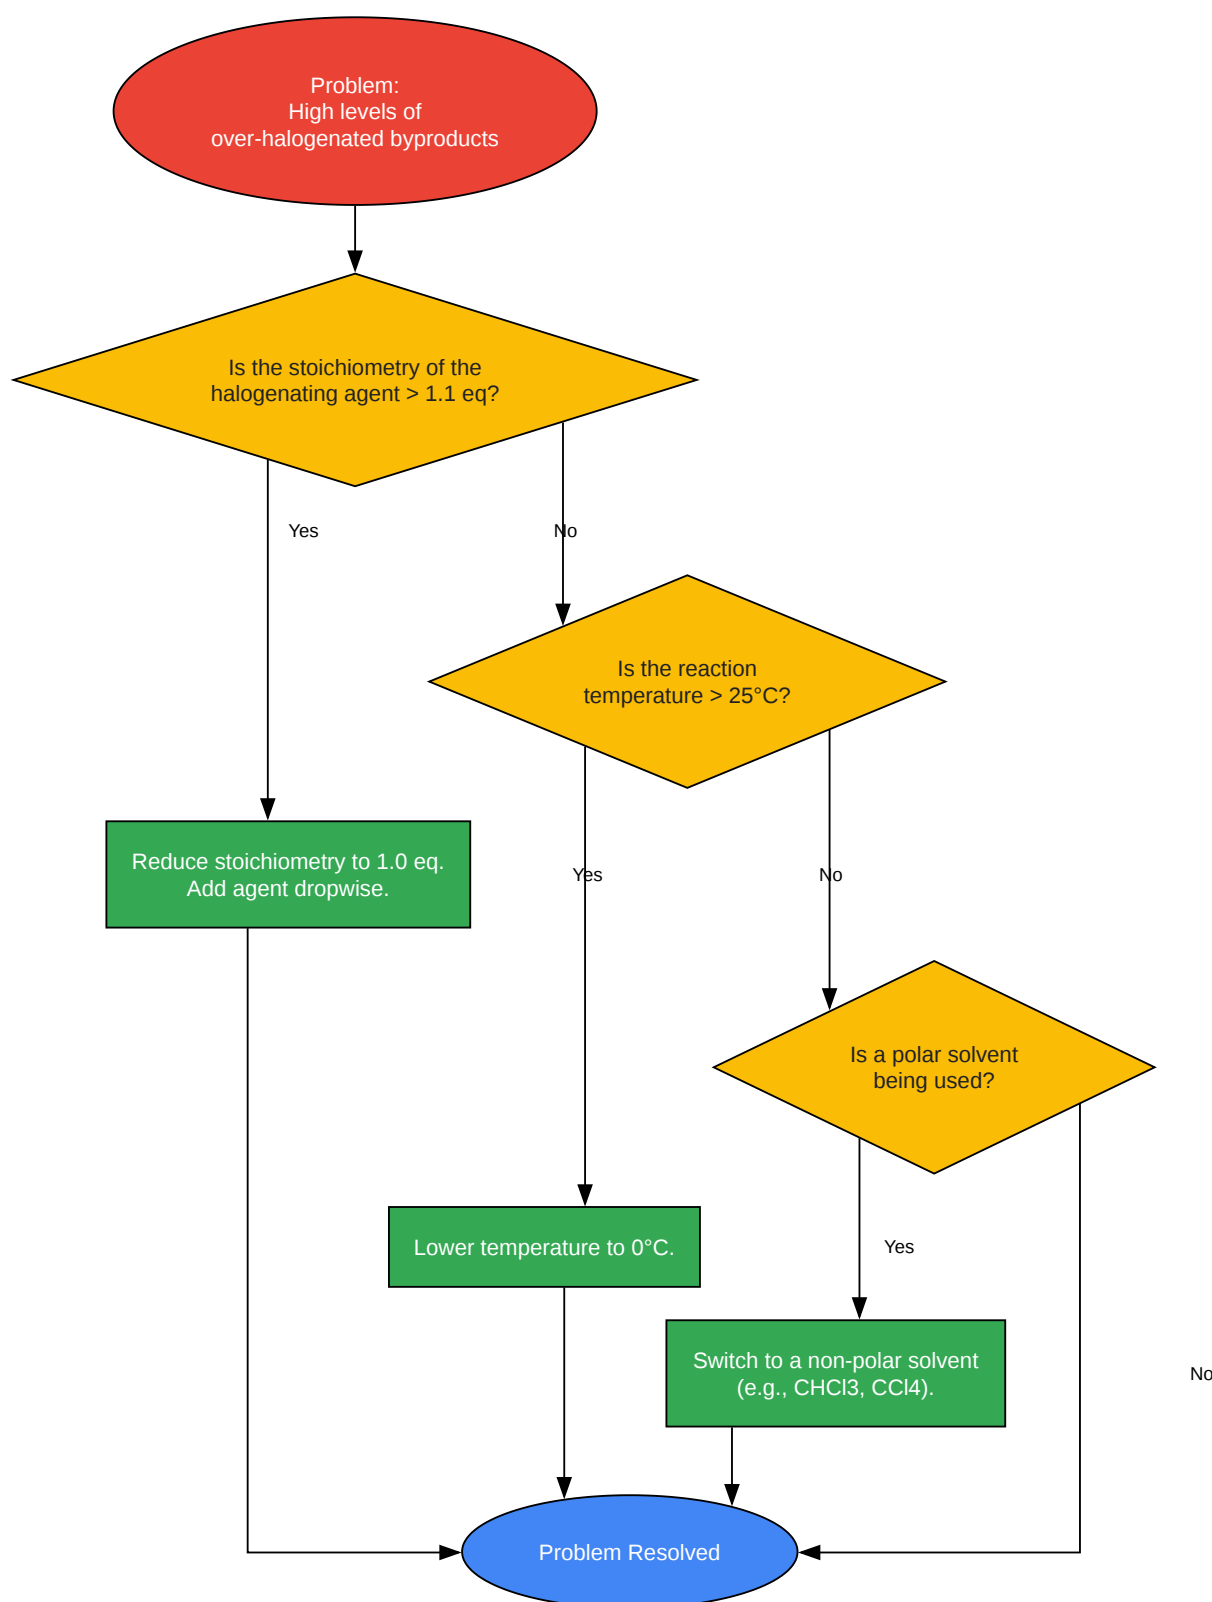 Problem:
High levels of
over-halogenated byproducts
Is the stoichiometry of the
halogenating agent > 1.1 eq?
Yes
No
Is the reaction
temperature > 25°C?
Reduce stoichiometry to 1.0 eq.
Add agent dropwise.
Yes
No
Is a polar solvent
being used?
Lower temperature to 0°C.
Yes
Switch to a non-polar solvent
(e.g., CHCl3, CCl4).
No
Problem Resolved